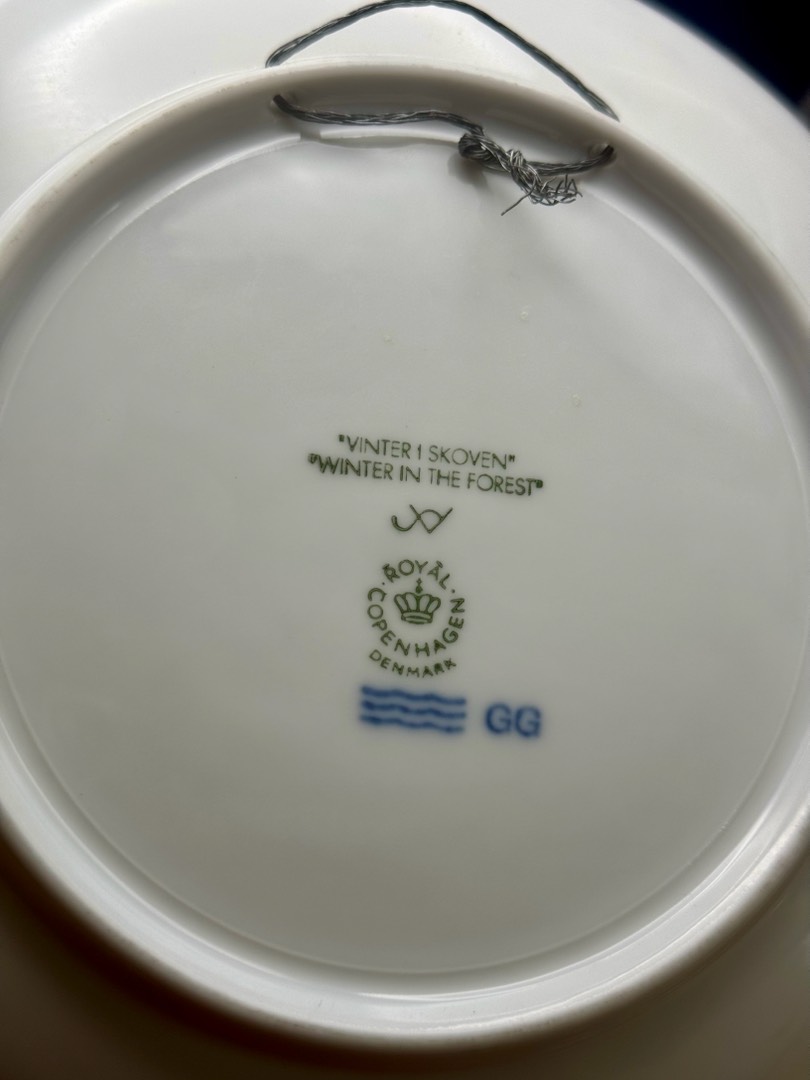 "VINTER I SKOVEN"
"WINTER IN THE FOREST"
ROYAL
COPENHAGEN
DENMARK
GG